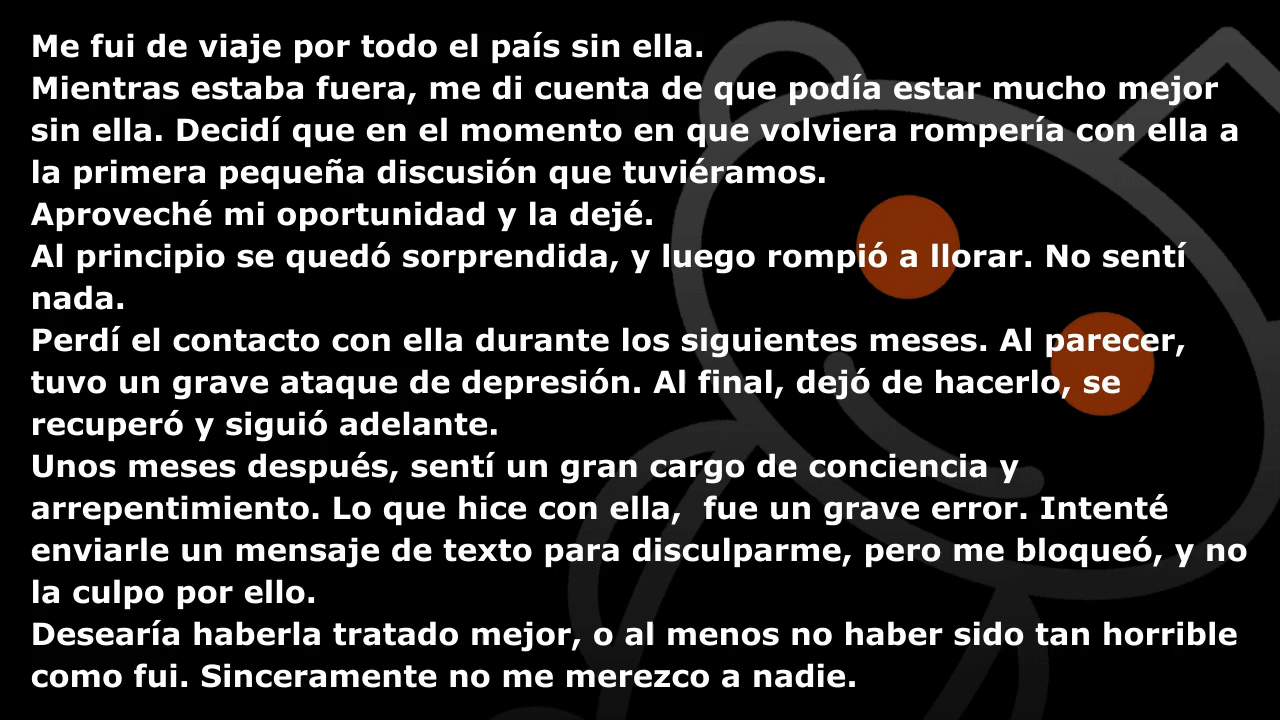 Me fui de viaje por todo el país sin ella.
Mientras estaba fuera, me di cuenta de que podía estar mucho mejor
sin ella. Decidí que en el momento en que volviera rompería con ella a
la primera pequeña discusión que tuviéramos.
Aproveché mi oportunidad y la dejé.
Al principio se quedó sorprendida, y luego rompió a llorar. No sentí
nada.
Perdí el contacto con ella durante los siguientes meses. Al parecer,
tuvo un grave ataque de depresión. Al final, dejó de hacerlo, se
recuperó y siguió adelante.
Unos meses después, sentí un gran cargo de conciencia y
arrepentimiento. Lo que hice con ella,  fue un grave error. Intenté
enviarle un mensaje de texto para disculparme, pero me bloqueó, y no
la culpo por ello.
Desearía haberla tratado mejor, o al menos no haber sido tan horrible
como fui. Sinceramente no me merezco a nadie.